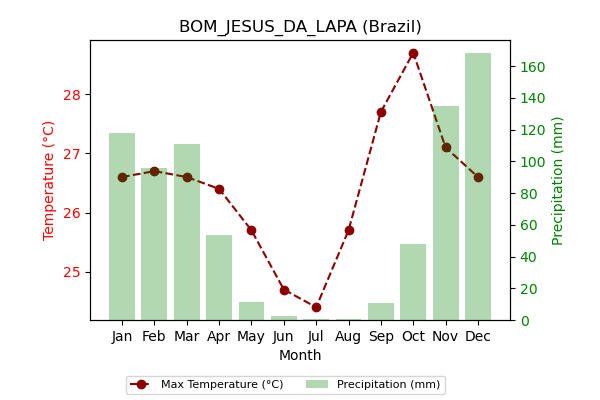 BOM_JESUS_DA_LAPA (Brazil)
28
27
26
25
Temperature (°C)
160
140
120
100
80
60
40
20
0
Precipitation (mm)
Jan Feb Mar Apr May Jun Jul Aug Sep Oct Nov Dec
Month
Max Temperature (°C) Precipitation (mm)